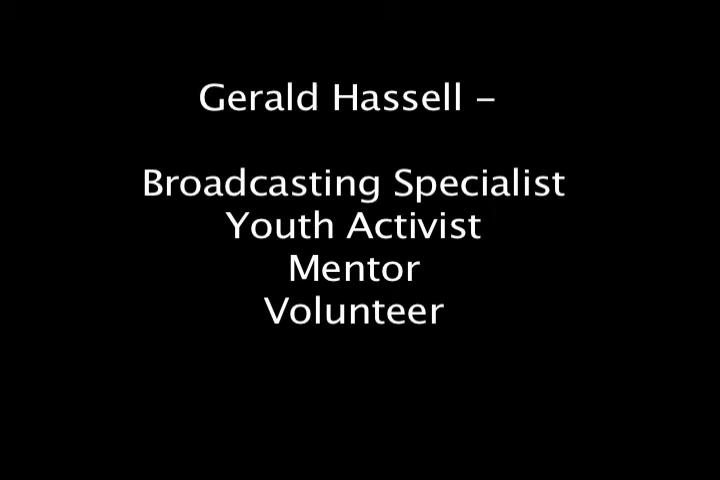 Gerald Hassell –
Broadcasting Specialist
Youth Activist
Mentor
Volunteer